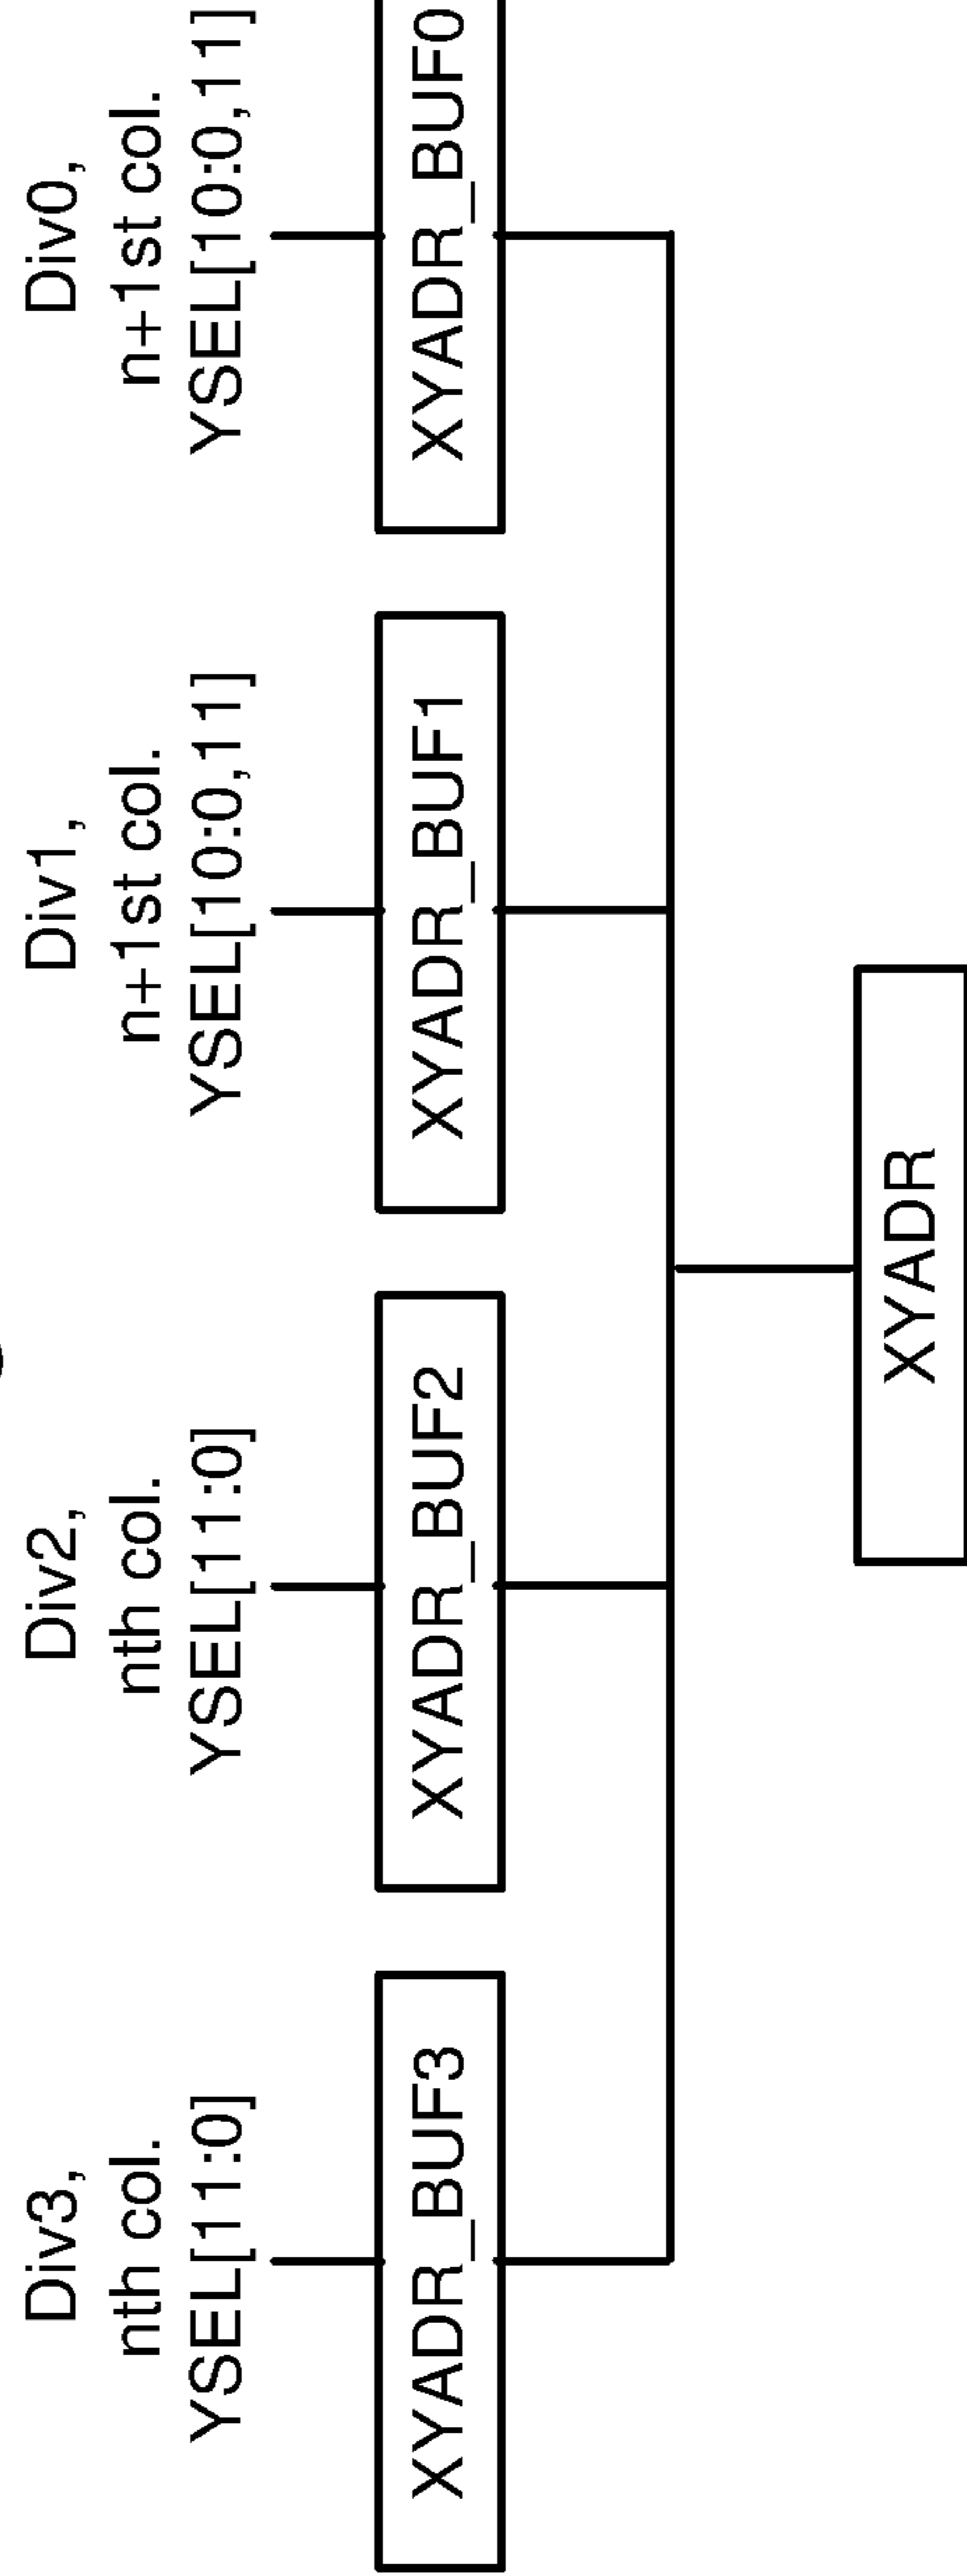 Div3,
nth col.
YSEL[11:0]
XYADR_BUF3
Div2,
nth col.
YSEL[11:0]
XYADR_BUF2
Div1,
n+1st col.
YSEL[10:0,11]
XYADR_BUF1
Div0,
n+1st col.
YSEL[10:0,11]
XYADR_BUF0
XYADR